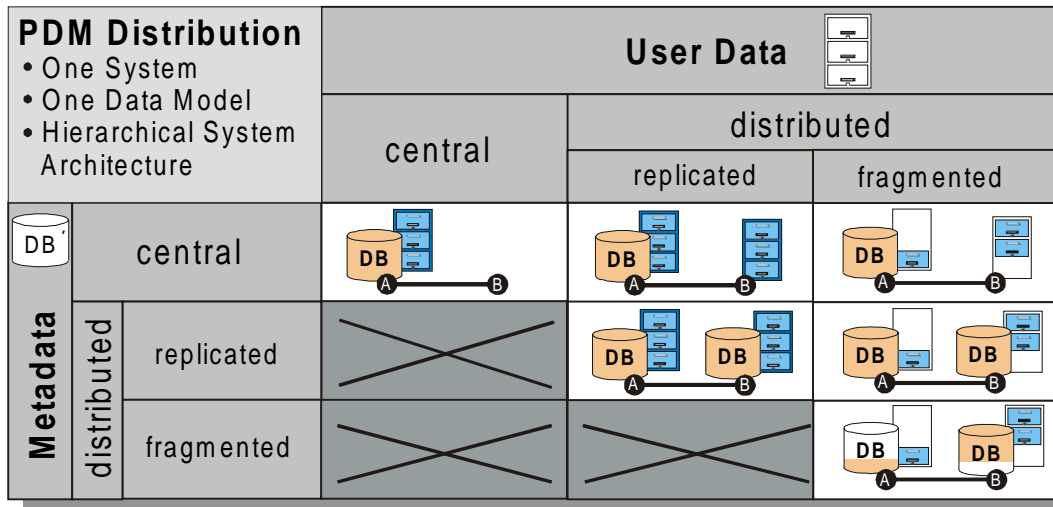 PDM Distribution
• One System
• One Data Model
• Hierarchical System
Architecture
User Data
central
distributed
replicated
fragmented
Metadata
DB
central
DB
A
B
DB
A
B
DB
A
B
distributed
replicated
DB
DB
A
B
DB
DB
A
B
fragmented
DB
DB
A
B